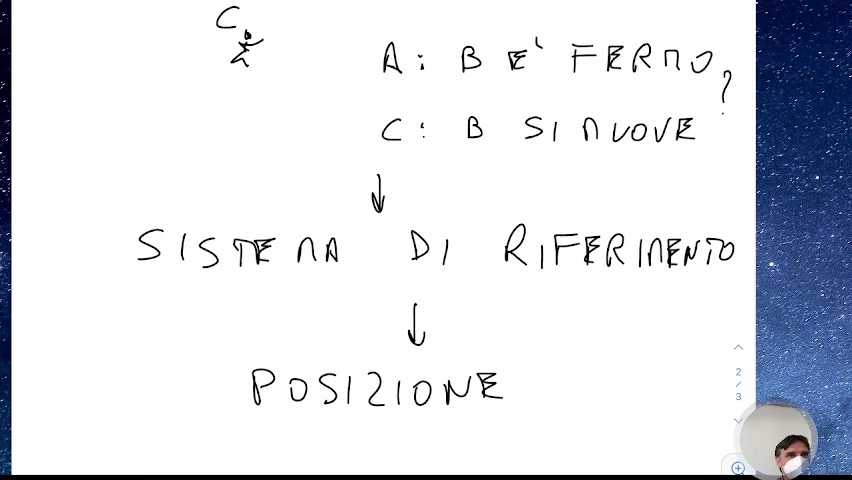 C
A: B E' FERMO
?
C: B SI MUOVE
↓
SISTEMA DI RIFERIMENTO
↓
POSIZIONE
2
/
3